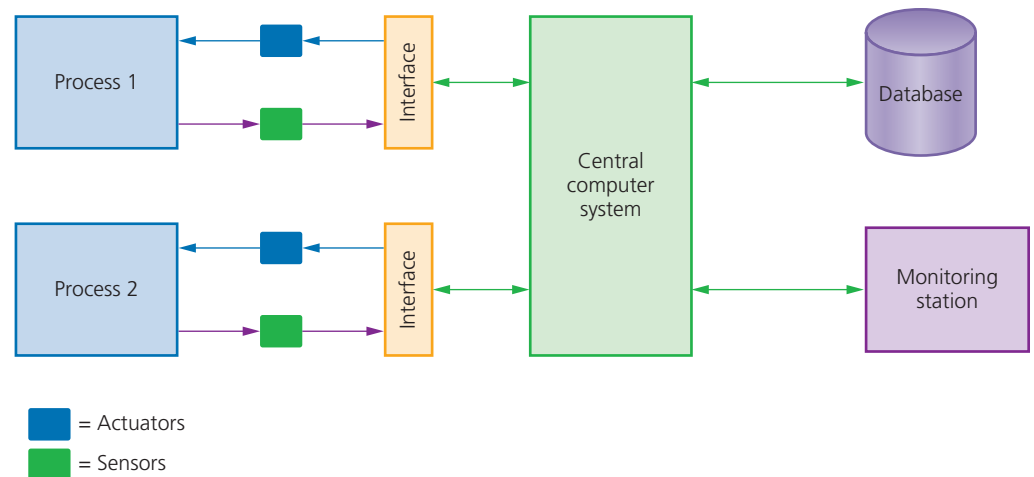 Process 1
Interface
Central
computer
system
Database
Process 2
Interface
Monitoring
station
= Actuators
= Sensors